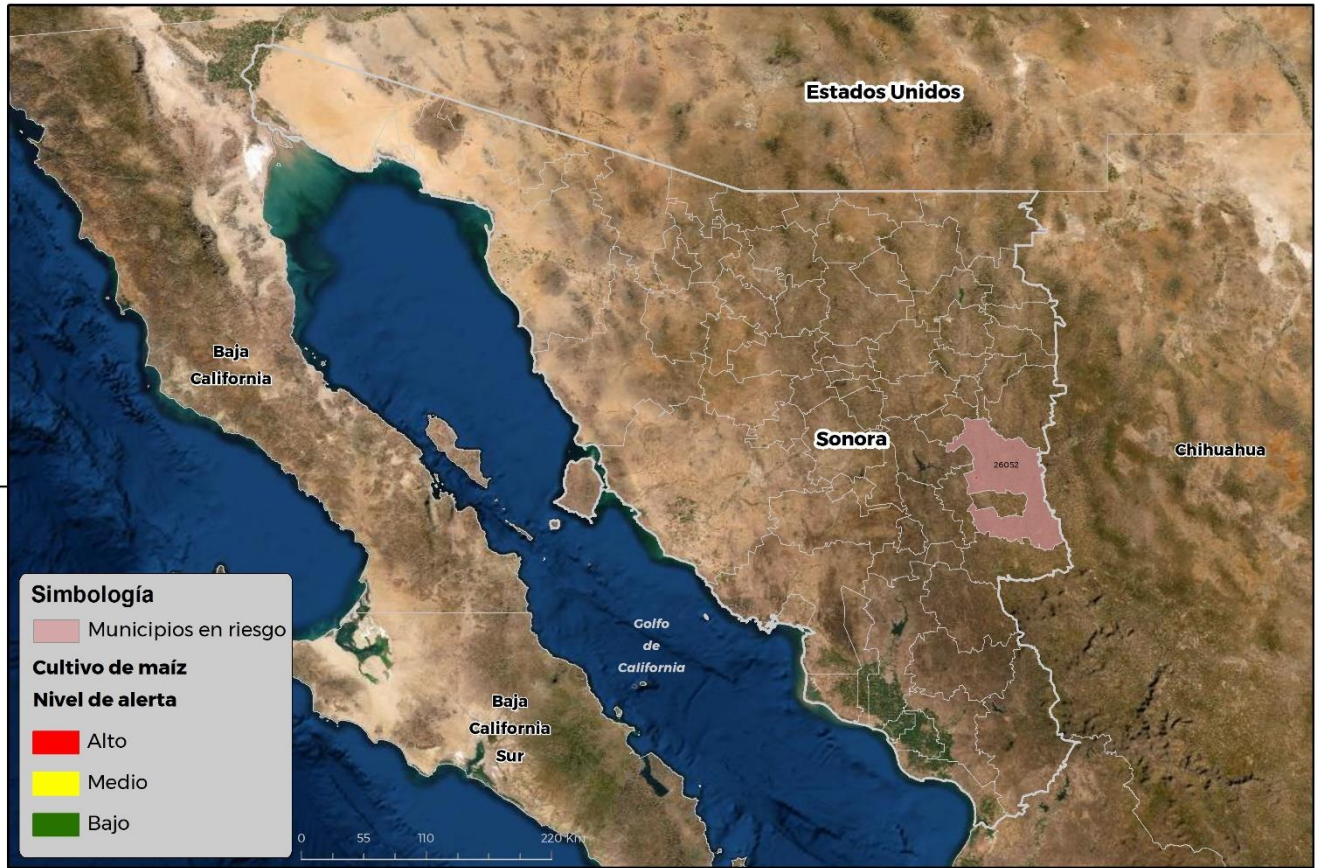 Estados Unidos
Baja
California
Sonora
Chihuahua
26052
Golfo
de
California
Baja
California
Sur
Simbología
Municipios en riesgo
Cultivo de maíz
Nivel de alerta
Alto
Medio
Bajo
0 55 110 220 Km